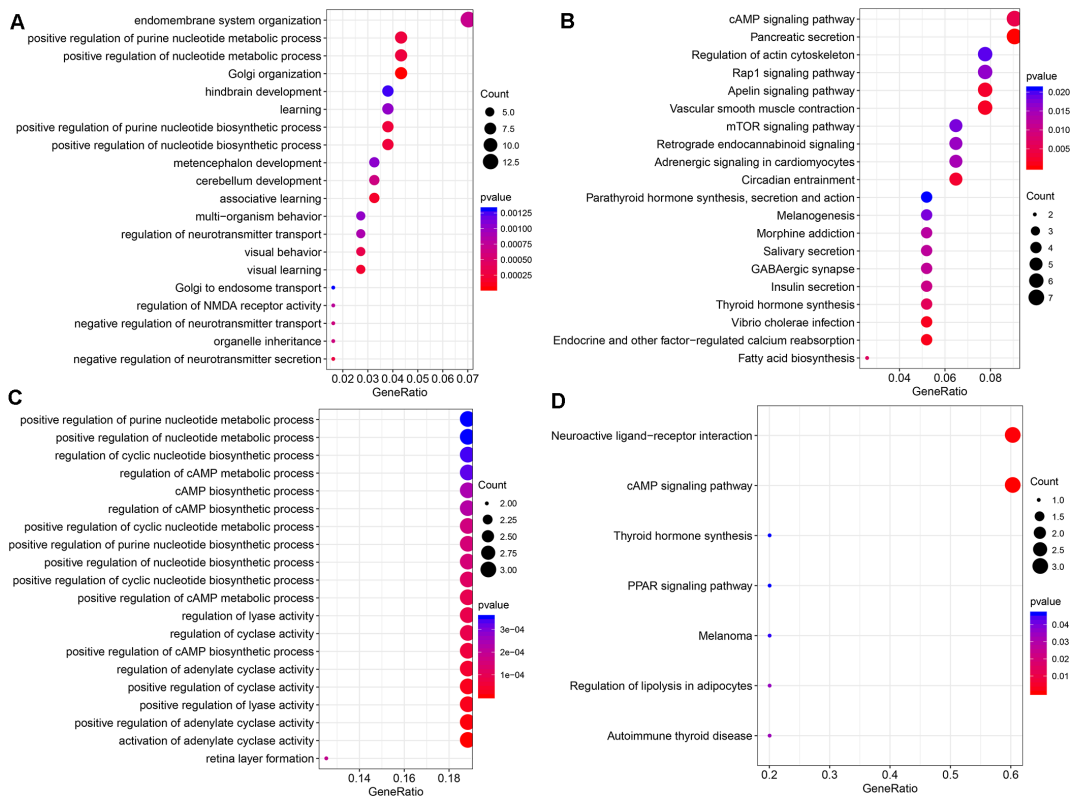 A
endomembrane system organization
positive regulation of purine nucleotide metabolic process
positive regulation of nucleotide metabolic process
Golgi organization
hindbrain development
learning
positive regulation of purine nucleotide biosynthetic process
positive regulation of nucleotide biosynthetic process
metencephalon development
cerebellum development
associative learning
multi−organism behavior
regulation of neurotransmitter transport
visual behavior
visual learning
Golgi to endosome transport
regulation of NMDA receptor activity
negative regulation of neurotransmitter transport
organelle inheritance
negative regulation of neurotransmitter secretion
0.02 0.03 0.04 0.05 0.06 0.07
GeneRatio
Count
5.0
7.5
10.0
12.5
pvalue
0.00125
0.00100
0.00075
0.00050
0.00025
B
cAMP signaling pathway
Pancreatic secretion
Regulation of actin cytoskeleton
Rap1 signaling pathway
Apelin signaling pathway
Vascular smooth muscle contraction
mTOR signaling pathway
Retrograde endocannabinoid signaling
Adrenergic signaling in cardiomyocytes
Circadian entrainment
Parathyroid hormone synthesis, secretion and action
Melanogenesis
Morphine addiction
Salivary secretion
GABAergic synapse
Insulin secretion
Thyroid hormone synthesis
Vibrio cholerae infection
Endocrine and other factor−regulated calcium reabsorption
Fatty acid biosynthesis
0.04 0.06 0.08
GeneRatio
pvalue
0.020
0.015
0.010
0.005
Count
2
3
4
5
6
7
C
positive regulation of purine nucleotide metabolic process
positive regulation of nucleotide metabolic process
regulation of cyclic nucleotide biosynthetic process
regulation of cAMP metabolic process
cAMP biosynthetic process
regulation of cAMP biosynthetic process
positive regulation of cyclic nucleotide metabolic process
positive regulation of purine nucleotide biosynthetic process
positive regulation of nucleotide biosynthetic process
positive regulation of cyclic nucleotide biosynthetic process
positive regulation of cAMP metabolic process
regulation of lyase activity
regulation of cyclase activity
positive regulation of cAMP biosynthetic process
regulation of adenylate cyclase activity
positive regulation of cyclase activity
positive regulation of lyase activity
positive regulation of adenylate cyclase activity
activation of adenylate cyclase activity
retina layer formation
0.14 0.16 0.18
GeneRatio
Count
2.00
2.25
2.50
2.75
3.00
pvalue
3e−04
2e−04
1e−04
D
Neuroactive ligand−receptor interaction
cAMP signaling pathway
Thyroid hormone synthesis
PPAR signaling pathway
Melanoma
Regulation of lipolysis in adipocytes
Autoimmune thyroid disease
0.2 0.3 0.4 0.5 0.6
GeneRatio
Count
1.0
1.5
2.0
2.5
3.0
pvalue
0.04
0.03
0.02
0.01